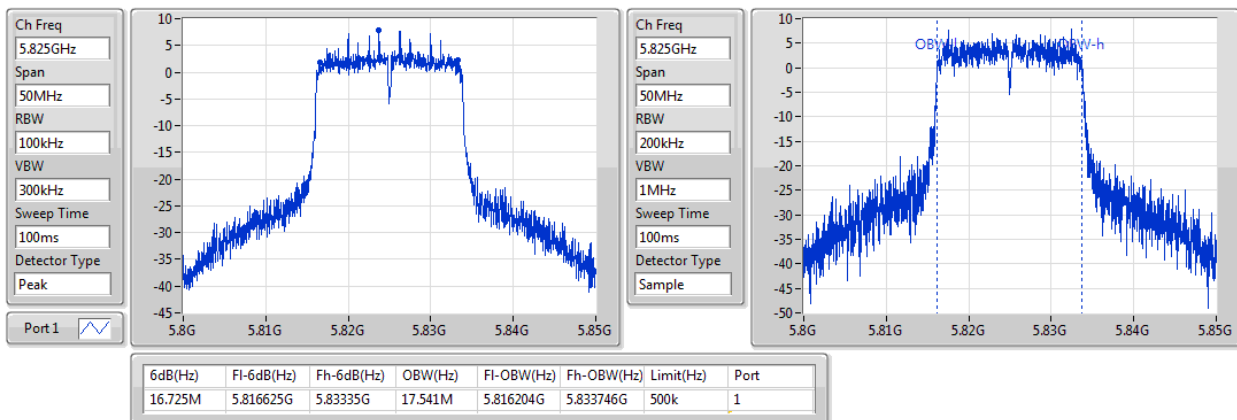 Ch Freq
5.825GHz
Span
50MHz
RBW
100kHz
VBW
300kHz
Sweep Time
100ms
Detector Type
Peak
Port 1
10
5
0
-5
-10
-15
-20
-25
-30
-35
-40
-45
5.8G 5.81G 5.82G 5.83G 5.84G 5.85G
Ch Freq
5.825GHz
Span
50MHz
RBW
200kHz
VBW
1MHz
Sweep Time
100ms
Detector Type
Sample
10
5
0
-5
-10
-15
-20
-25
-30
-35
-40
-45
-50
OBW-h
5.8G 5.81G 5.82G 5.83G 5.84G 5.85G
6dB(Hz) Fl-6dB(Hz) Fh-6dB(Hz) OBW(Hz) Fl-OBW(Hz) Fh-OBW(Hz) Limit(Hz) Port
16.725M 5.816625G 5.83335G 17.541M 5.816204G 5.833746G 500k 1